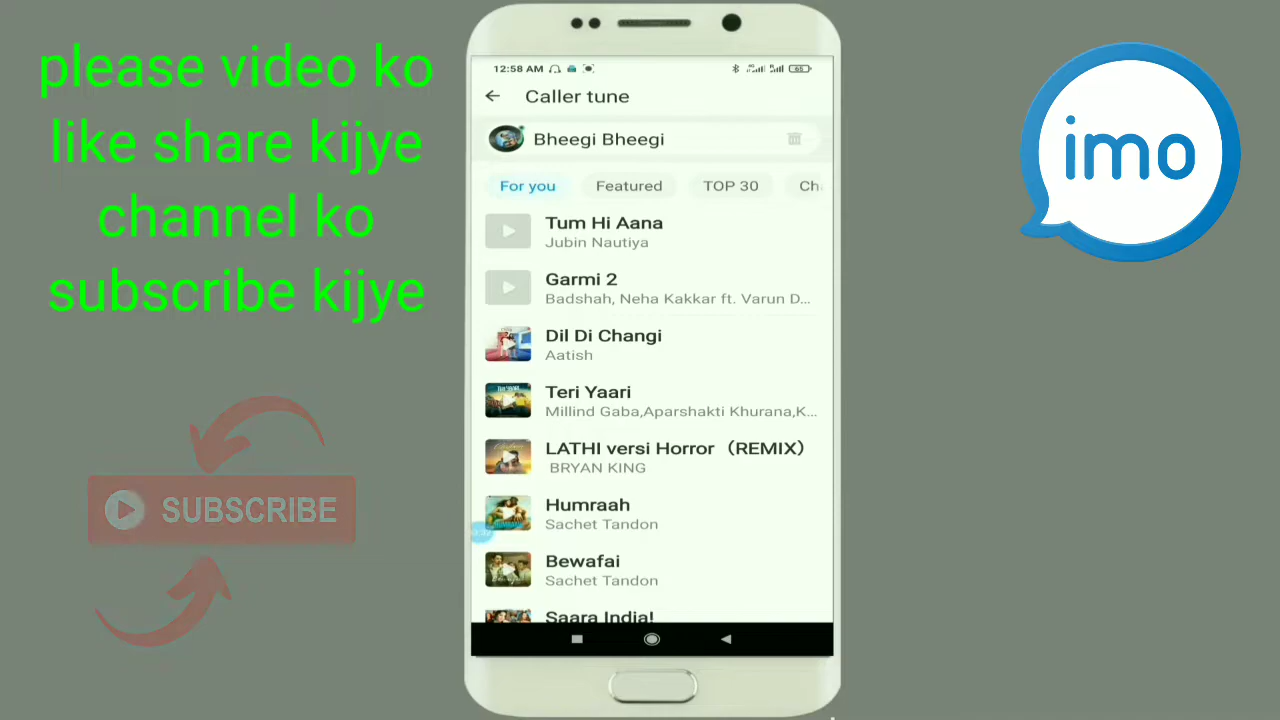 please video ko
like share kijye
channel ko
subscribe kijye
SUBSCRIBE
12:58 AM
65
Caller tune
Bheegi Bheegi
For you
Featured
TOP 30
Ch
Tum Hi Aana
Jubin Nautiya
Garmi 2
Badshah, Neha Kakkar ft. Varun D...
Dil Di Changi
Aatish
Teri Yaari
Millind Gaba,Aparshakti Khurana,K...
LATHI versi Horror（REMIX）
BRYAN KING
Humraah
Sachet Tandon
Bewafai
Sachet Tandon
Saara India!
imo